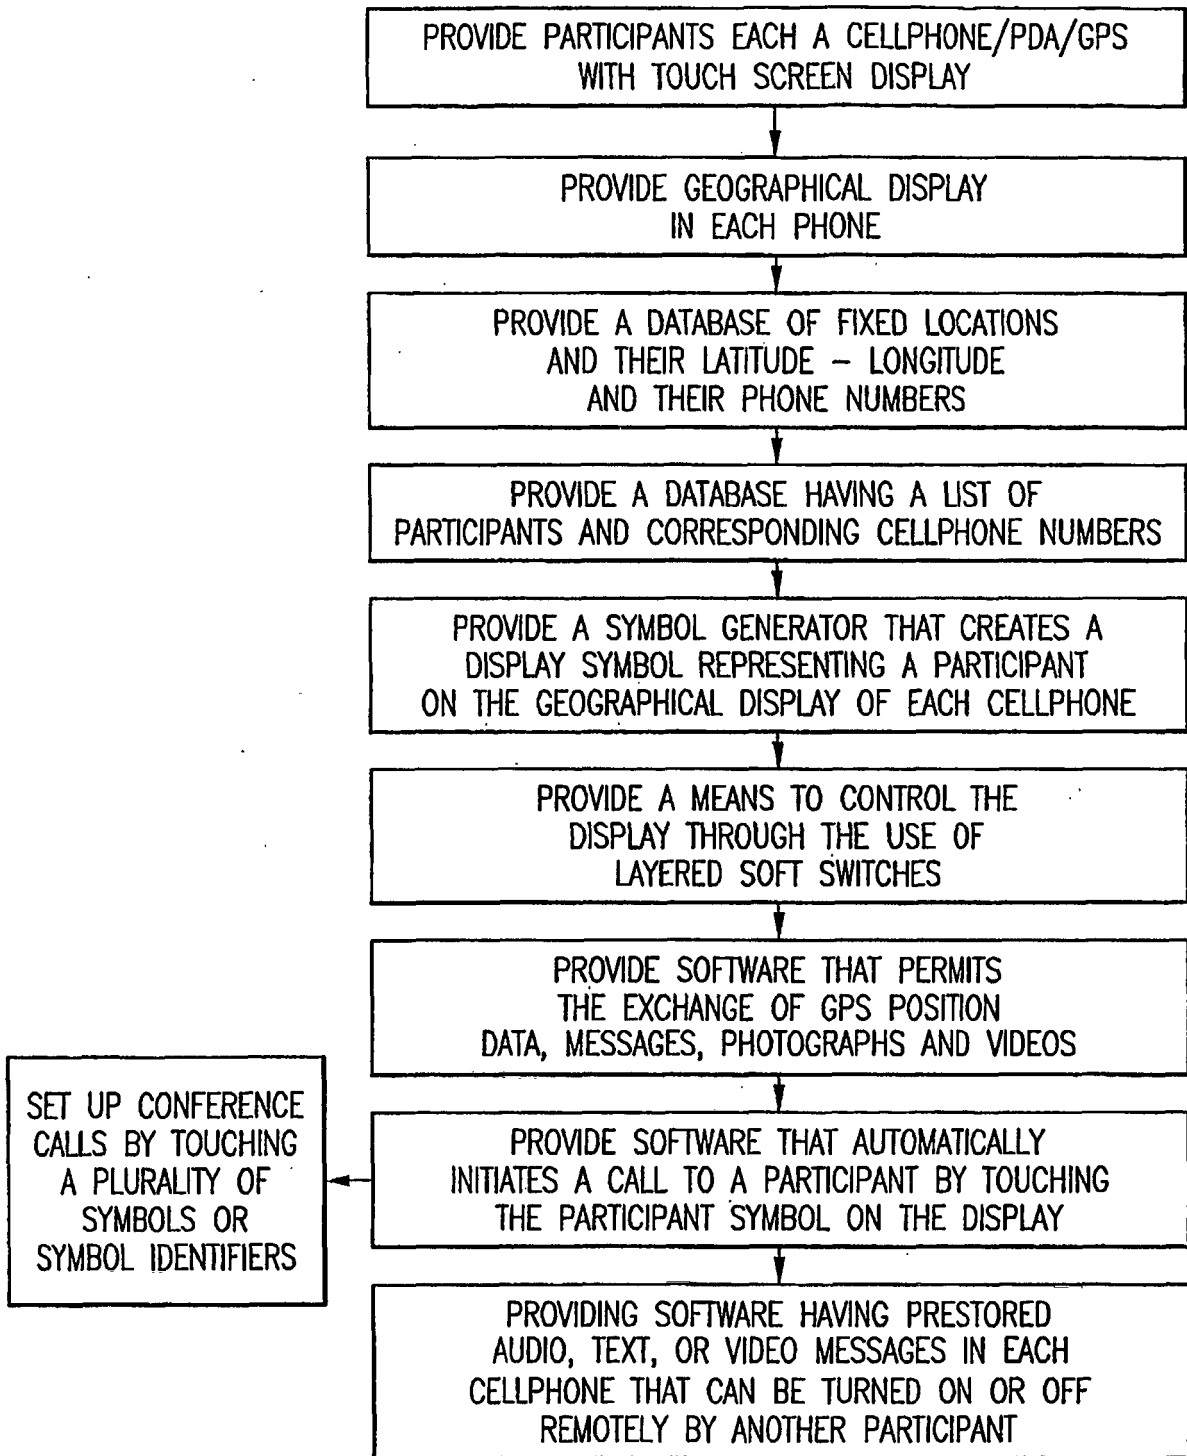 PROVIDE PARTICIPANTS EACH A CELLPHONE/PDA/GPS
WITH TOUCH SCREEN DISPLAY
PROVIDE GEOGRAPHICAL DISPLAY
IN EACH PHONE
PROVIDE A DATABASE OF FIXED LOCATIONS
AND THEIR LATITUDE – LONGITUDE
AND THEIR PHONE NUMBERS
PROVIDE A DATABASE HAVING A LIST OF
PARTICIPANTS AND CORRESPONDING CELLPHONE NUMBERS
PROVIDE A SYMBOL GENERATOR THAT CREATES A
DISPLAY SYMBOL REPRESENTING A PARTICIPANT
ON THE GEOGRAPHICAL DISPLAY OF EACH CELLPHONE
PROVIDE A MEANS TO CONTROL THE
DISPLAY THROUGH THE USE OF
LAYERED SOFT SWITCHES
PROVIDE SOFTWARE THAT PERMITS
THE EXCHANGE OF GPS POSITION
DATA, MESSAGES, PHOTOGRAPHS AND VIDEOS
PROVIDE SOFTWARE THAT AUTOMATICALLY
INITIATES A CALL TO A PARTICIPANT BY TOUCHING
THE PARTICIPANT SYMBOL ON THE DISPLAY
SET UP CONFERENCE
CALLS BY TOUCHING
A PLURALITY OF
SYMBOLS OR
SYMBOL IDENTIFIERS
PROVIDING SOFTWARE HAVING PRESTORED
AUDIO, TEXT, OR VIDEO MESSAGES IN EACH
CELLPHONE THAT CAN BE TURNED ON OR OFF
REMOTELY BY ANOTHER PARTICIPANT